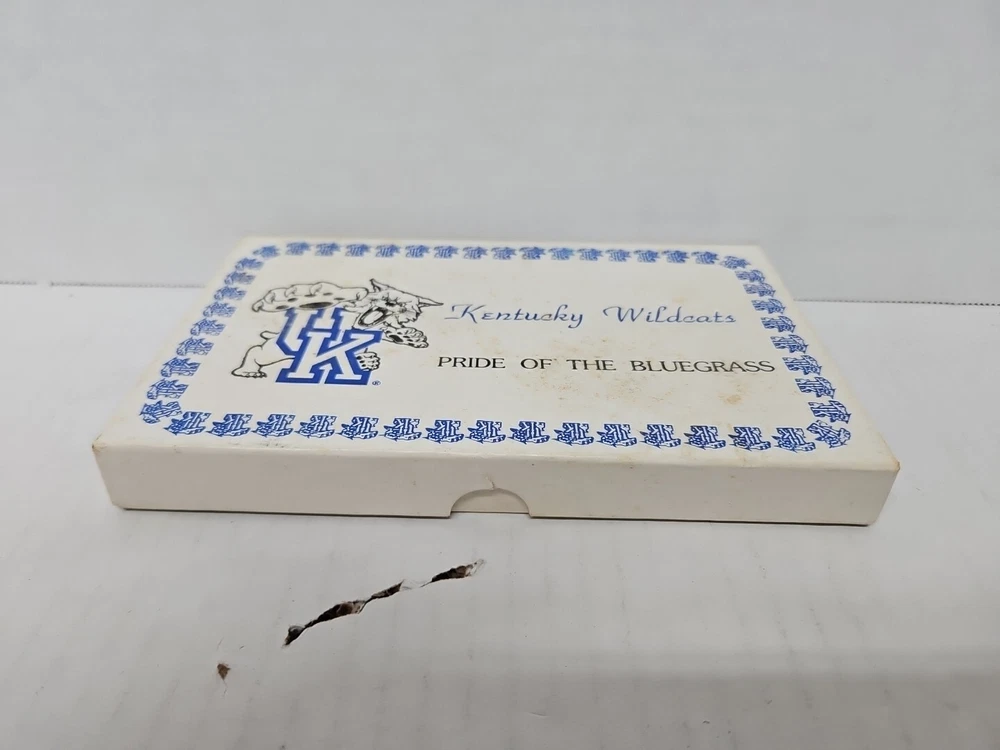 UK
Kentucky Wildcats
PRIDE OF THE BLUEGRASS